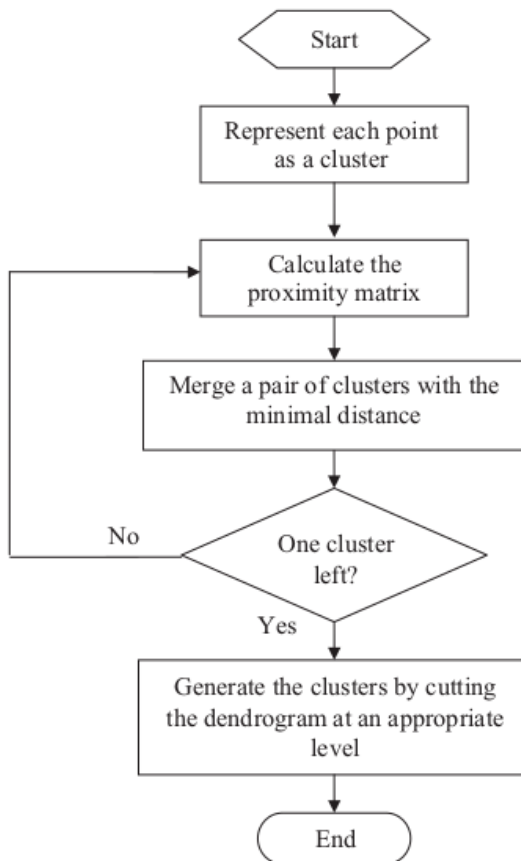 Start
Represent each point
as a cluster
Calculate the
proximity matrix
Merge a pair of clusters with the
minimal distance
No
One cluster
left?
Yes
Generate the clusters by cutting
the dendrogram at an appropriate
level
End